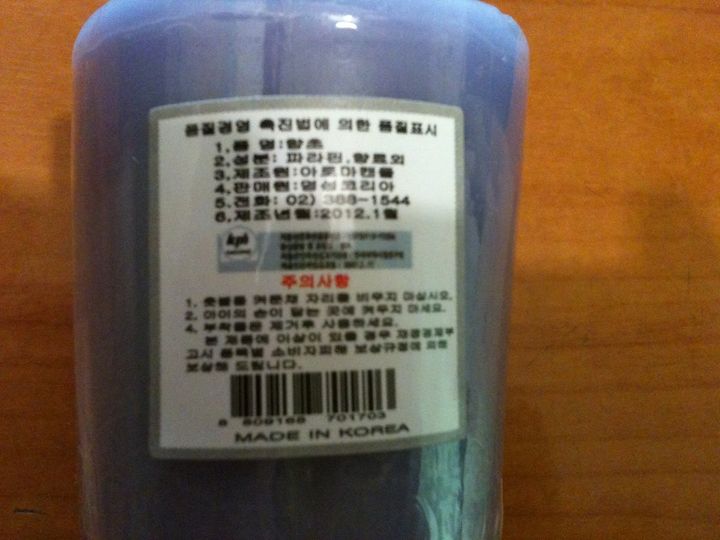 품질경영 촉진법에 의한 품질표시
1.품 명:향초
2.성분: 파라핀,향료외
3.제조원:아로마캔들
4.판매원:명성코리아
5.전화: 02) 388-1544
6.제조년월:2012.1월
kpb
주의사항
1. 촛불을 켜둔채 자리를 비우지 마십시오.
2. 아이의 손이 닿는 곳에 켜두지 마세요.
4. 부착물은 제거후 사용하세요.
본 제품에 이상이 있을 경우 재정경제부
고시 품목별 소비자피해 보상규정에 의해
보상해 드립니다.
8 809168 701703
MADE IN KOREA